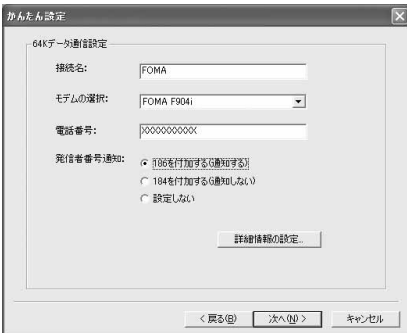 かんたん設定
64Kデータ通信設定
接続名: FOMA
モデムの選択: FOMA F904i
電話番号: XXXXXXXXXX
発信者番号通知: 186を付加する(通知する)
184を付加する(通知しない)
設定しない
詳細情報の設定...
< 戻る(B) 次へ(N) > キャンセル